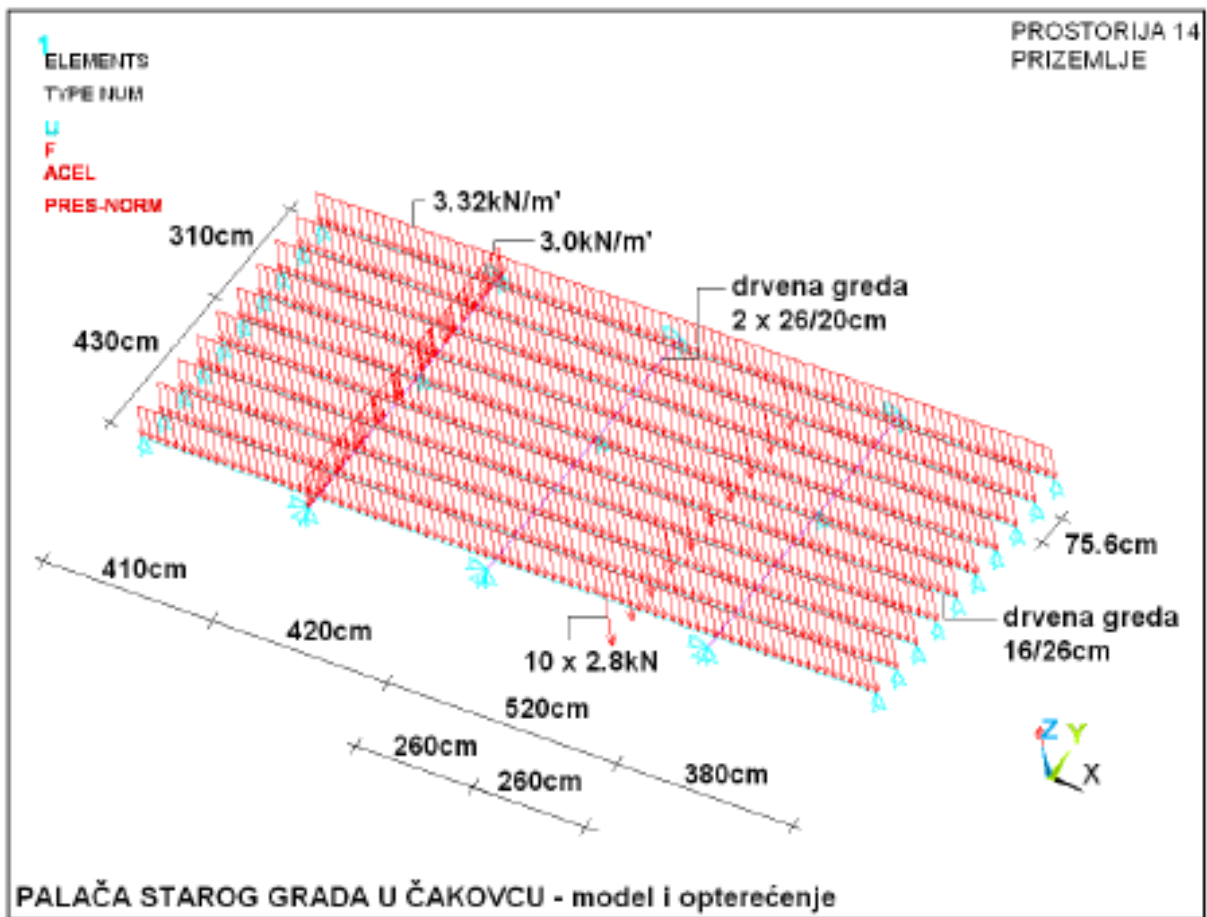 PROSTORIJA 14
PRIZEMLJE
1
ELEMENTS
TYPE NUM
U
F
ACEL
PRES-NORM
3.32kN/m'
3.0kN/m'
310cm
430cm
drvena greda
2 x 26/20cm
75.6cm
drvena greda
16/26cm
410cm
420cm
10 x 2.8kN
520cm
260cm
260cm
380cm
Z
Y
X
PALAČA STAROG GRADA U ČAKOVCU - model i opterećenje